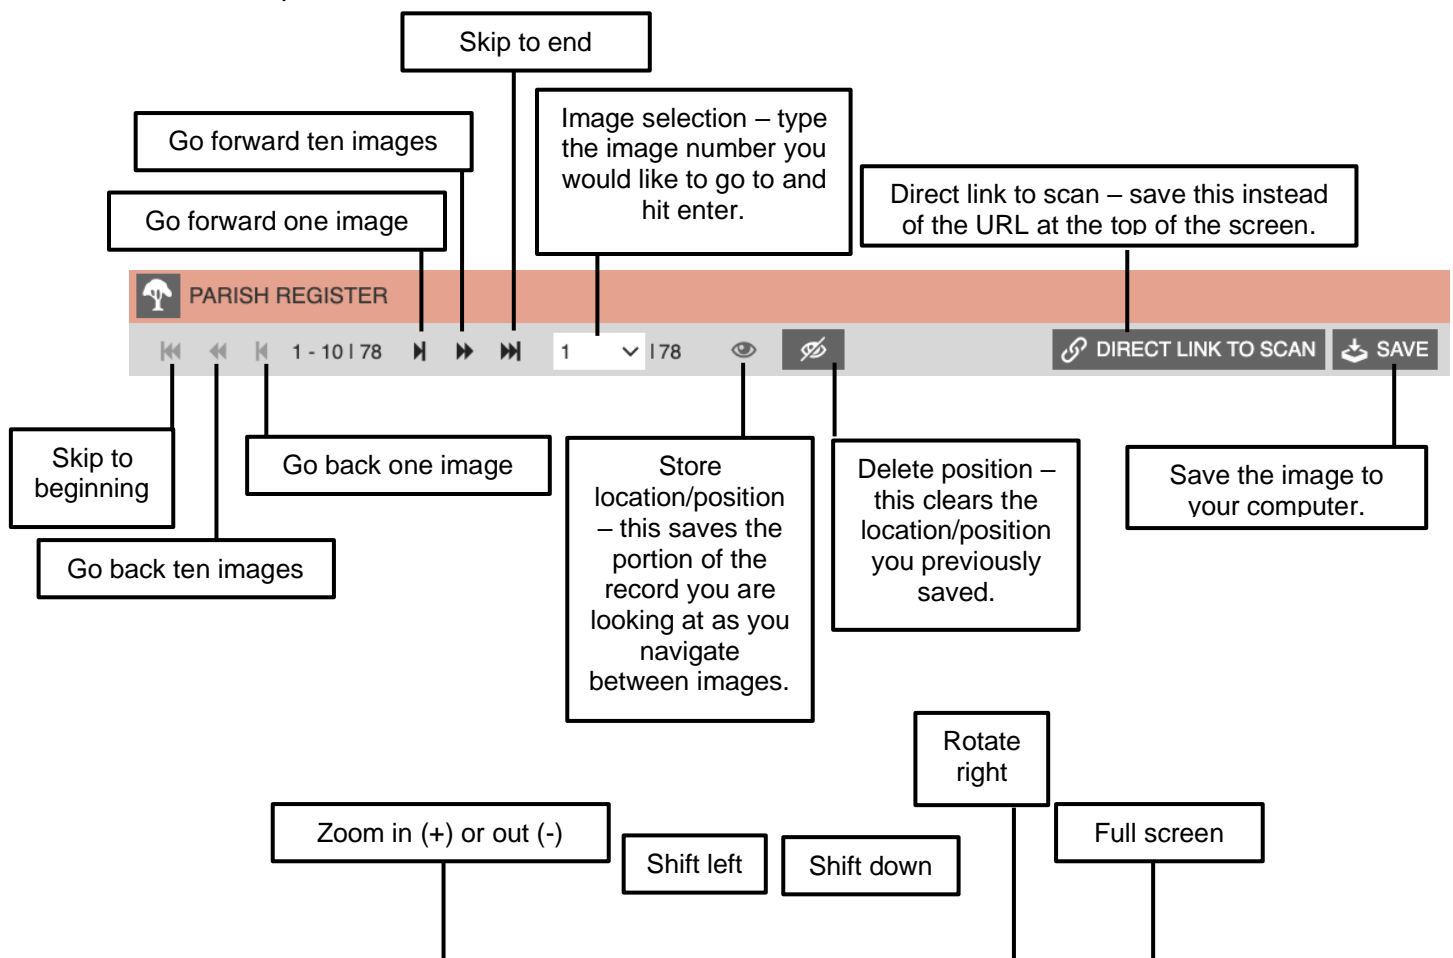 Skip to end
Go forward ten images
Image selection – type
the image number you
would like to go to and
hit enter.
Go forward one image
Direct link to scan – save this instead
of the URL at the top of the screen.
PARISH REGISTER
1 - 10 | 78
1
| 78
DIRECT LINK TO SCAN
SAVE
Skip to
beginning
Go back one image
Go back ten images
Store
location/position
– this saves the
portion of the
record you are
looking at as you
navigate
between images.
Delete position –
this clears the
location/position
you previously
saved.
Save the image to
your computer.
Rotate
right
Zoom in (+) or out (-)
Shift left
Shift down
Full screen